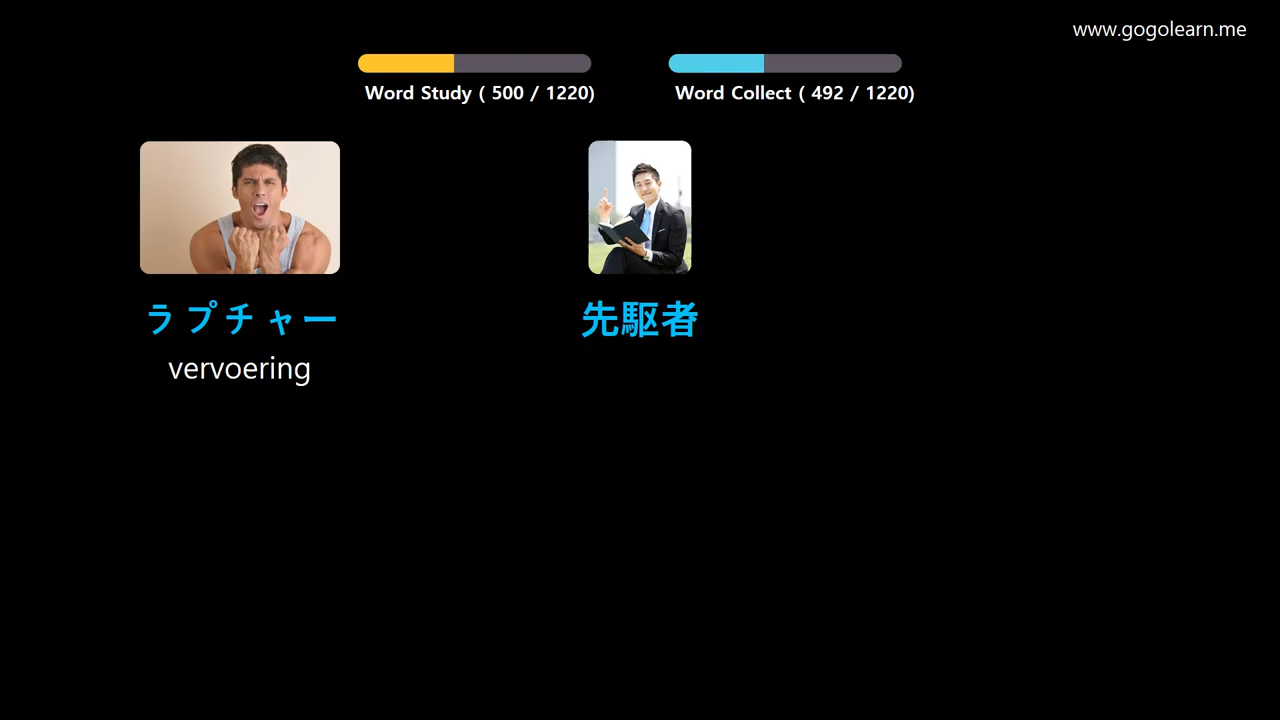 www.gogolearn.me
Word Study ( 500 / 1220)
Word Collect ( 492 / 1220)
ラプチャー
先駆者
vervoering